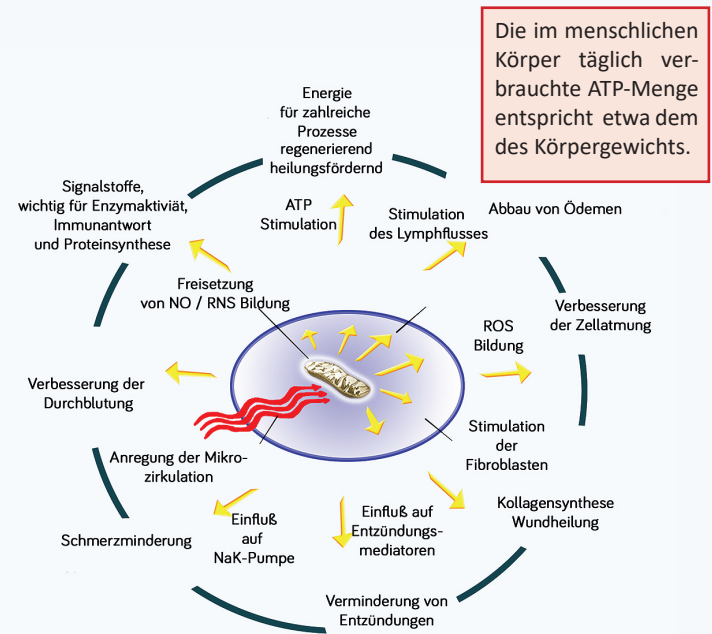 Die im menschlichen
Körper täglich ver-
brauchte ATP-Menge
entspricht etwa dem
des Körpergewichts.
Energie
für zahlreiche
Prozesse
regenerierend
heilungsfördernd
Signalstoffe,
wichtig für Enzymaktiviät,
Immunantwort
und Proteinsynthese
ATP
Stimulation
Stimulation
des Lymphflusses
Abbau von Ödemen
Freisetzung
von NO / RNS Bildung
ROS
Bildung
Verbesserung
der Zellatmung
Verbesserung der
Durchblutung
Anregung der Mikro-
zirkulation
Stimulation
der
Fibroblasten
Kollagensynthese
Wundheilung
Schmerzminderung
Einfluß
auf
NaK-Pumpe
Einfluß auf
Entzündungs-
mediatoren
Verminderung von
Entzündungen